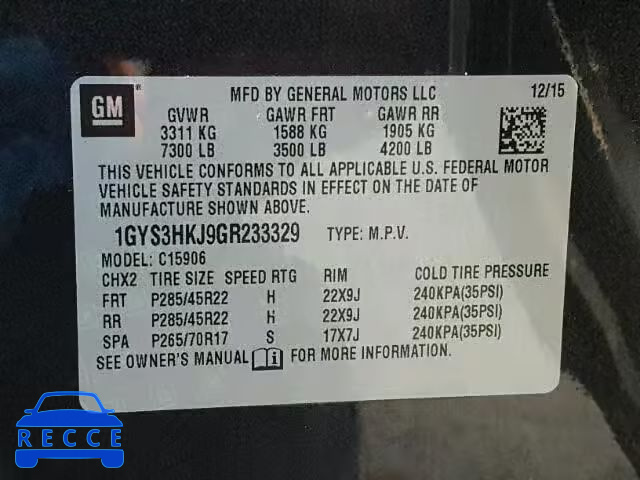 GM
MFD BY GENERAL MOTORS LLC 12/15
GVWR GAWR FRT GAWR RR
3311 KG 1588 KG 1905 KG
7300 LB 3500 LB 4200 LB
THIS VEHICLE CONFORMS TO ALL APPLICABLE U.S. FEDERAL MOTOR
VEHICLE SAFETY STANDARDS IN EFFECT ON THE DATE OF
MANUFACTURE SHOWN ABOVE.
1GYS3HKJ9GR233329 TYPE: M.P.V.
MODEL: C15906
CHX2 TIRE SIZE SPEED RTG RIM COLD TIRE PRESSURE
FRT P285/45R22 H 22X9J 240KPA(35PSI)
RR P285/45R22 H 22X9J 240KPA(35PSI)
SPA P265/70R17 S 17X7J 240KPA(35PSI)
SEE OWNER'S MANUAL FOR MORE INFORMATION.
RECCE